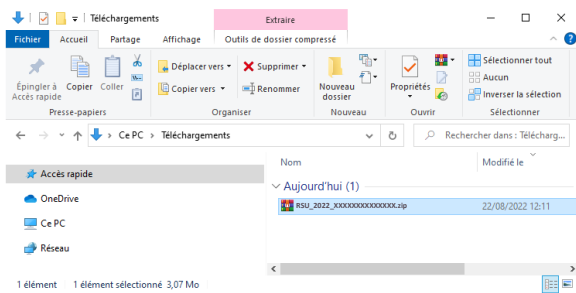 Téléchargements
Extraire
Fichier Accueil Partage Affichage Outils de dossier compressé
Épingler à Accès rapide
Copier
Coller
Déplacer vers
Copier vers
Supprimer
Renommer
Nouveau dossier
Propriétés
Sélectionner tout
Aucun
Inverser la sélection
Presse-papiers Organiser Nouveau Ouvrir Sélectionner
Ce PC > Téléchargements
Rechercher dans : Télécharg...
Nom Modifié le
Accès rapide
OneDrive
Ce PC
Réseau
Aujourd'hui (1)
RSU_2022_XXXXXXXXXXXXXX.zip 22/08/2022 12:11
1 élément 1 élément sélectionné 3,07 Mo